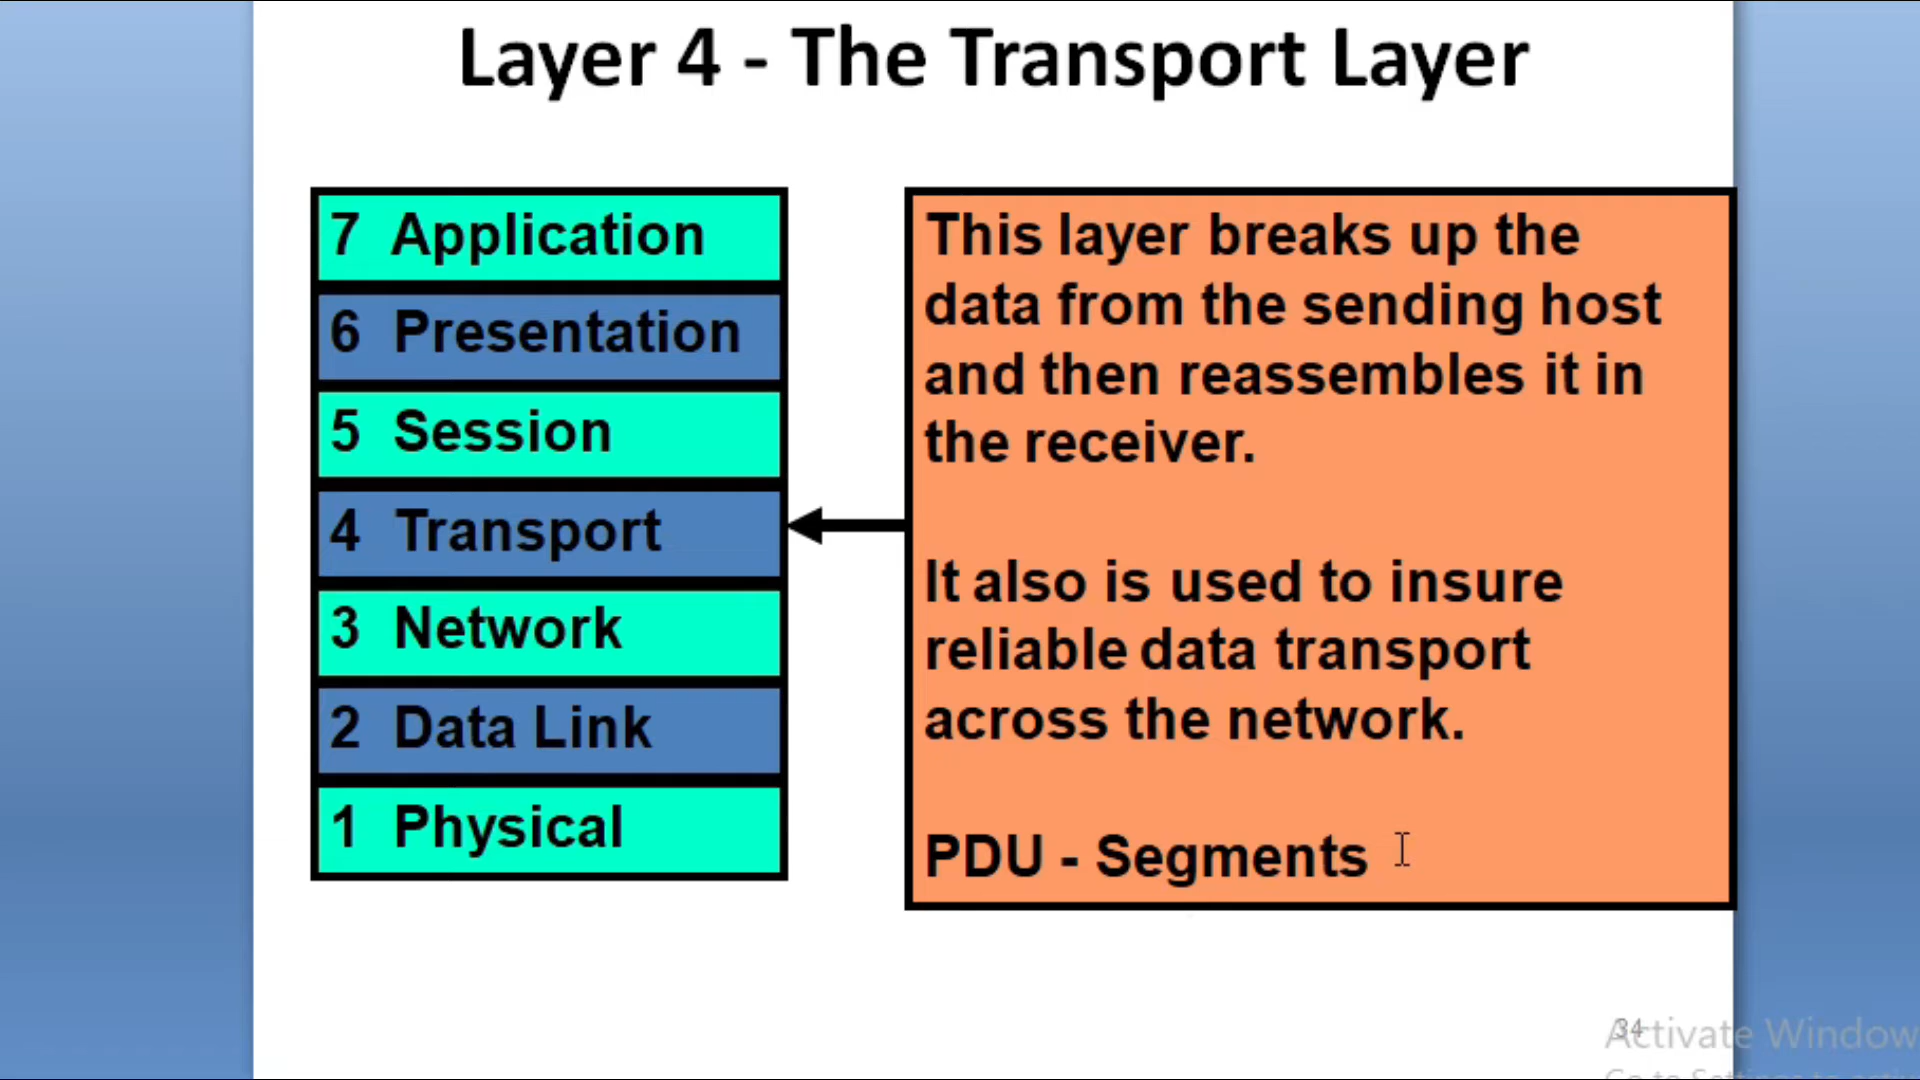 Layer 4 - The Transport Layer
7 Application
6 Presentation
5 Session
4 Transport
3 Network
2 Data Link
1 Physical
This layer breaks up the
data from the sending host
and then reassembles it in
the receiver.
It also is used to insure
reliable data transport
across the network.
PDU - Segments
34
Activate Window